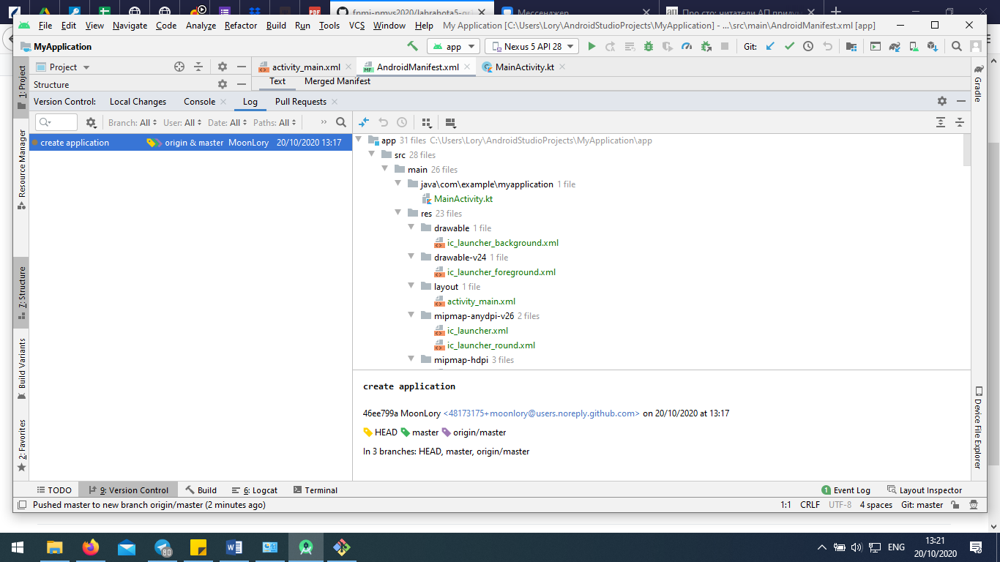 fpmi-pmvs2020/labrabota5-gr
Мессенджер
Про сто: читатели АП приду
File Edit View Navigate Code Analyze Refactor Build Run Tools VCS Window Help My Application [C:\Users\Lory\AndroidStudioProjects\MyApplication] - ...\src\main\AndroidManifest.xml [app]
MyApplication
app
Nexus 5 API 28
Git:
1: Project
Resource Manager
7: Structure
Build Variants
2: Favorites
Project
activity_main.xml
AndroidManifest.xml
MainActivity.kt
Structure
Text
Merged Manifest
Version Control: Local Changes Console Log Pull Requests
Branch: All User: All Date: All Paths: All
create application origin & master MoonLory 20/10/2020 13:17
app 31 files C:\Users\Lory\AndroidStudioProjects\MyApplication\app
src 28 files
main 26 files
java\com\example\myapplication 1 file
MainActivity.kt
res 23 files
drawable 1 file
ic_launcher_background.xml
drawable-v24 1 file
ic_launcher_foreground.xml
layout 1 file
activity_main.xml
mipmap-anydpi-v26 2 files
ic_launcher.xml
ic_launcher_round.xml
mipmap-hdpi 3 files
create application
46ee799a MoonLory <48173175+moonlory@users.noreply.github.com> on 20/10/2020 at 13:17
HEAD master origin/master
In 3 branches: HEAD, master, origin/master
Gradle
Device File Explorer
TODO 9: Version Control Build 6: Logcat Terminal 1 Event Log Layout Inspector
Pushed master to new branch origin/master (2 minutes ago) 1:1 CRLF UTF-8 4 spaces Git: master
80
ENG
13:21
20/10/2020